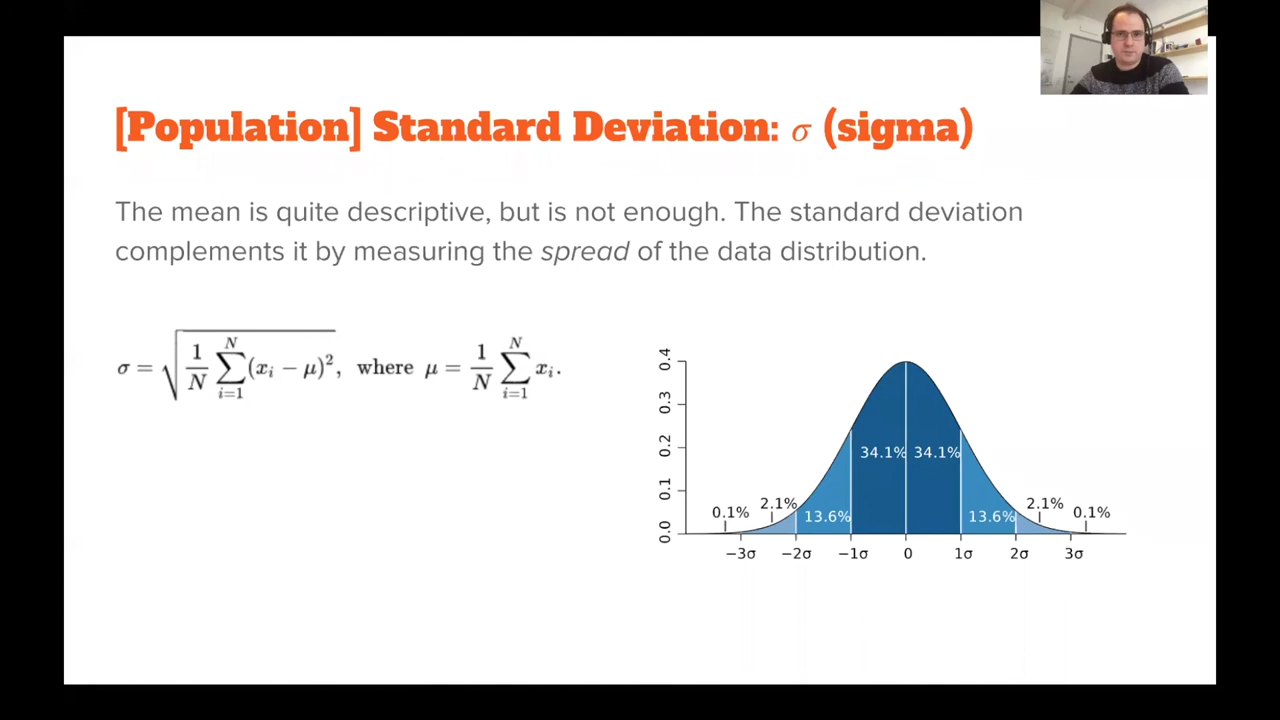 [Population] Standard Deviation: σ (sigma)
The mean is quite descriptive, but is not enough. The standard deviation
complements it by measuring the spread of the data distribution.
σ = √(1/N ∑_{i=1}^{N} (x_i − μ)²), where μ = 1/N ∑_{i=1}^{N} x_i.
0.4
0.3
0.2
0.1
0.0
34.1% 34.1%
0.1% 2.1% 13.6% 13.6% 2.1% 0.1%
−3σ −2σ −1σ 0 1σ 2σ 3σ